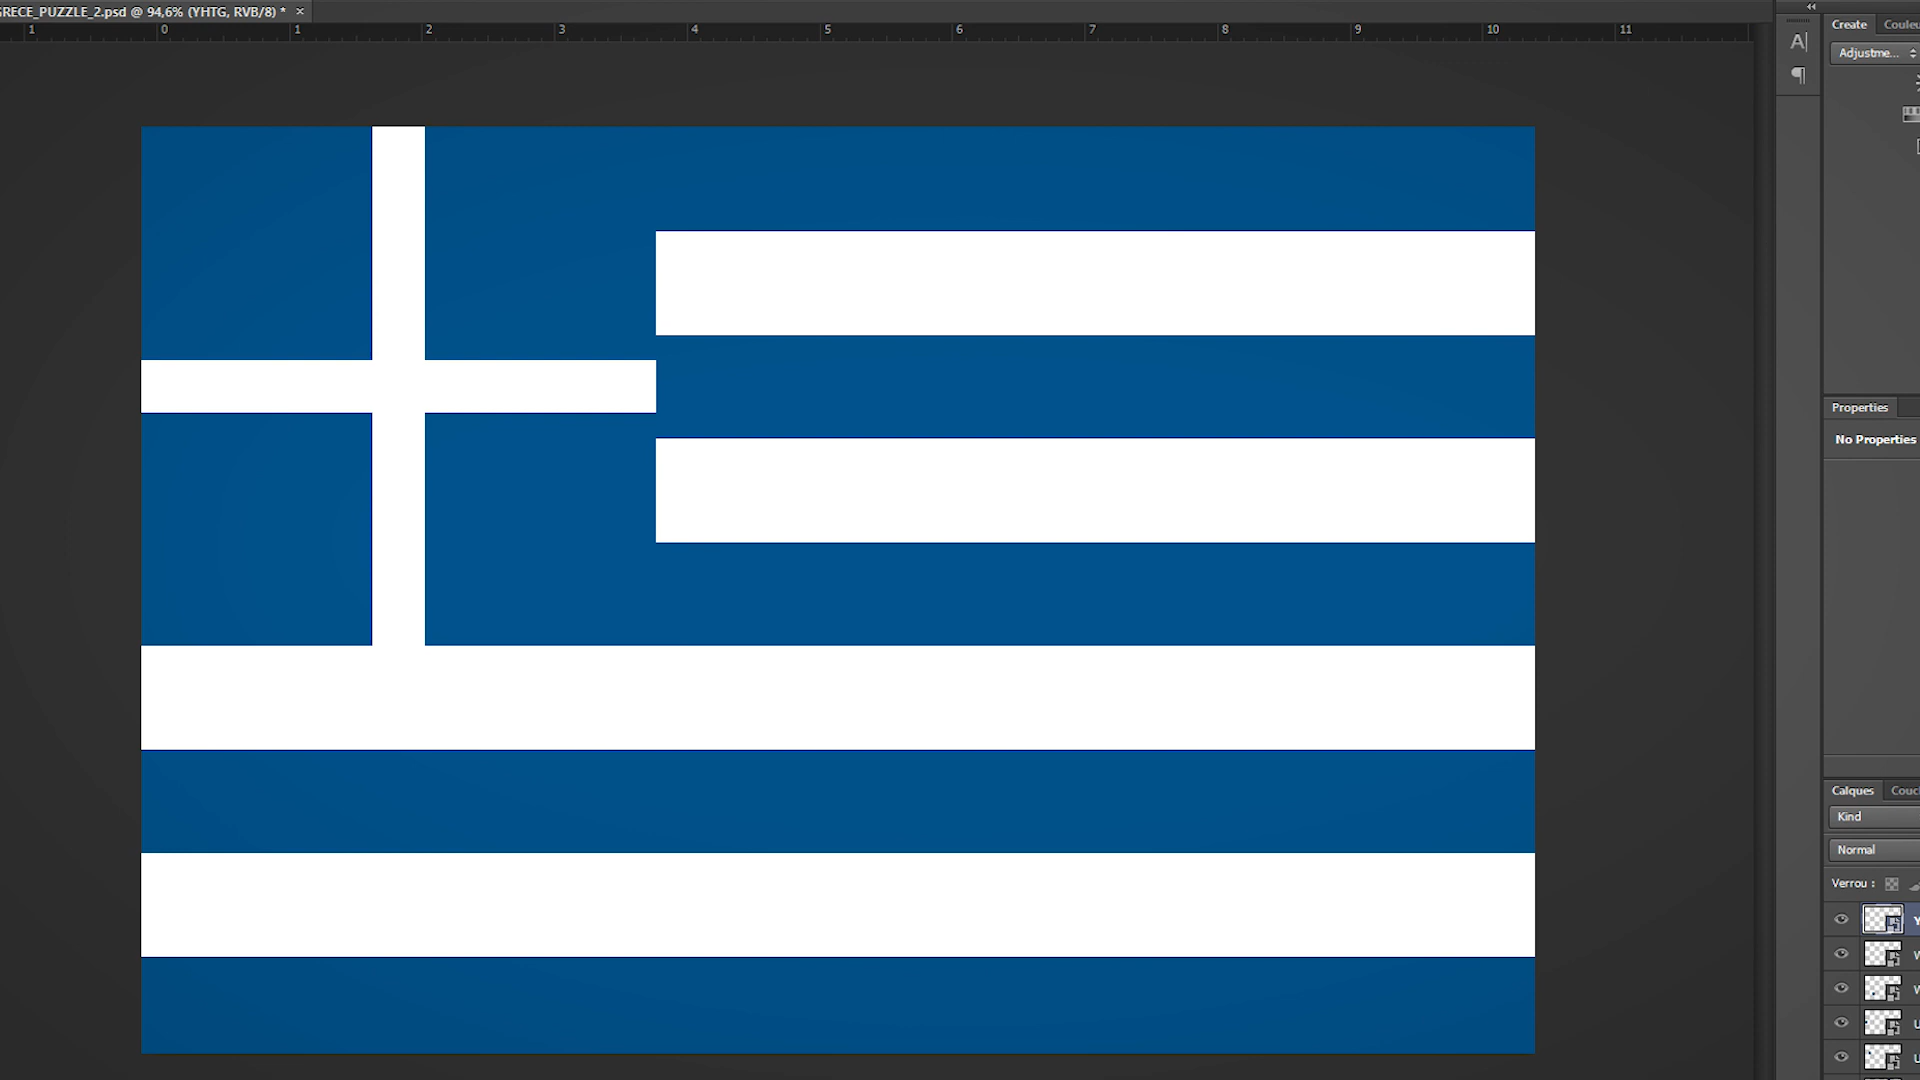 GRECE_PUZZLE_2.psd @ 94,6% (YHTG, RVB/8) * ×
1 0 1 2 3 4 5 6 7 8 9 10 11
A
¶
Create
Adjustme...
Properties
No Properties
Calques
Kind
Normal
Verrou :